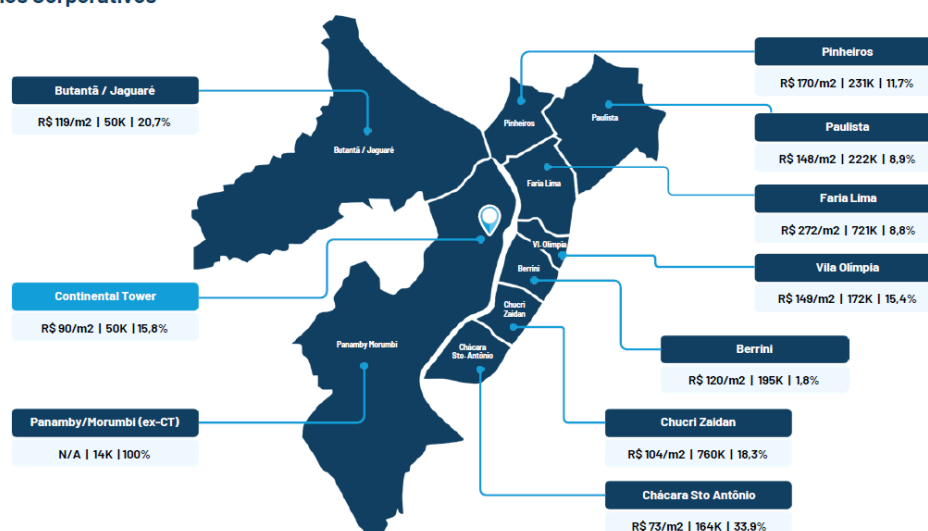 Butantã / Jaguaré
R$ 119/m2 | 50K | 20,7%
Continental Tower
R$ 90/m2 | 50K | 15,8%
Panamby/Morumbi (ex-CT)
N/A | 14K | 100%
Butantã / Jaguaré
Pinheiros
Paulista
Faria Lima
Vl. Olímpia
Berrini
Chucri
Zaidan
Chácara
Sto. Antônio
Panamby Morumbi
Pinheiros
R$ 170/m2 | 231K | 11,7%
Paulista
R$ 148/m2 | 222K | 8,9%
Faria Lima
R$ 272/m2 | 721K | 8,8%
Vila Olímpia
R$ 149/m2 | 172K | 15,4%
Berrini
R$ 120/m2 | 195K | 1,8%
Chucri Zaidan
R$ 104/m2 | 760K | 18,3%
Chácara Sto Antônio
R$ 73/m2 | 164K | 33,9%